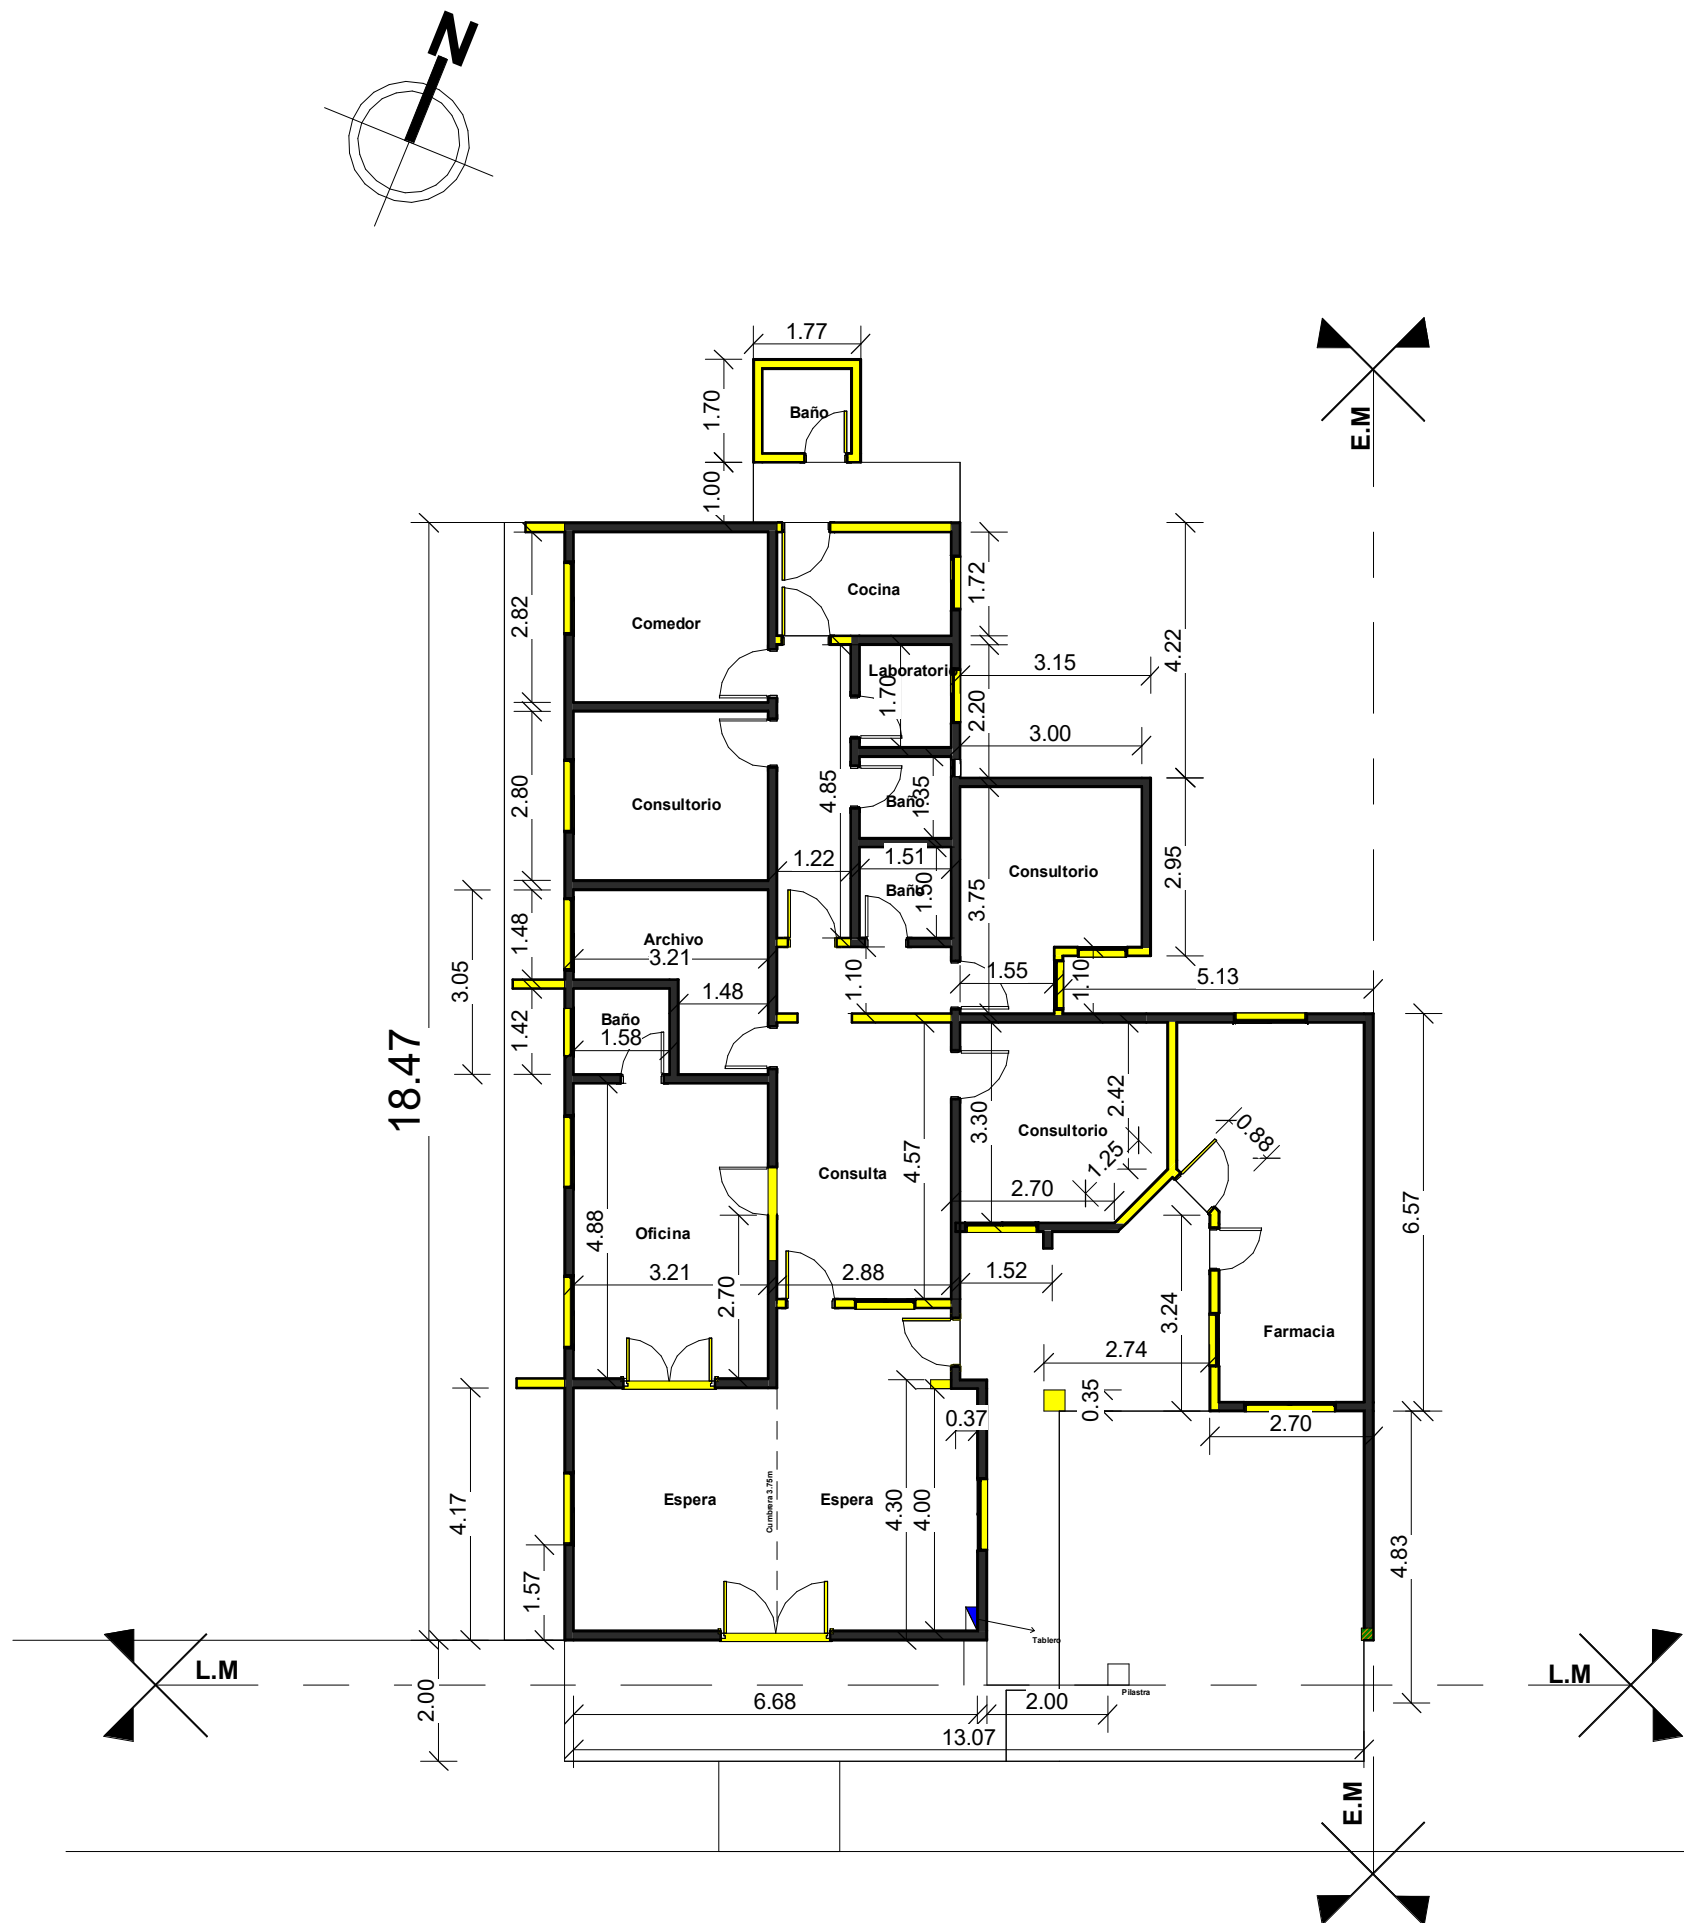 N
1.77
Baño
1.70
1.00
E.M
1.72
Cocina
2.82
Comedor
4.22
3.15
Laboratorio
1.70
2.20
3.00
4.85
2.80
Consultorio
Baño
1.35
1.22
1.51
Consultorio
2.95
Baño
1.50
3.75
1.48
Archivo
3.21
3.05
1.10
1.55
1.10
5.13
1.48
Baño
1.58
1.42
18.47
2.42
0.88
3.30
Consultorio
1.25
4.57
Consulta
2.70
6.57
4.88
Oficina
3.21
2.88
1.52
2.70
3.24
Farmacia
2.74
0.35
0.37
2.70
4.17
Espera
Cumbrera 3.75m
Espera
4.30
4.00
4.83
1.57
Tablero
L.M
L.M
2.00
Pilastra
6.68
2.00
13.07
E.M